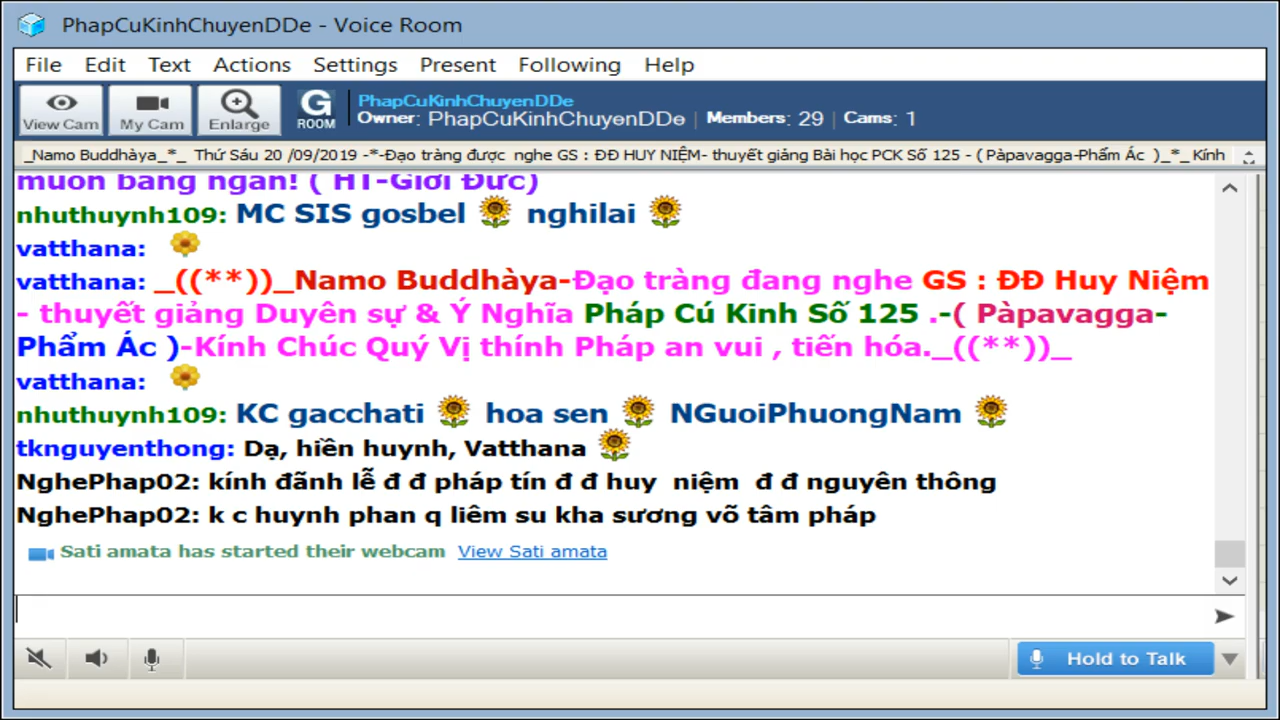 PhapCuKinhChuyenDDe - Voice Room
File Edit Text Actions Settings Present Following Help
View Cam My Cam Enlarge G ROOM
PhapCuKinhChuyenDDe
Owner: PhapCuKinhChuyenDDe | Members: 29 | Cams: 1
_Namo Buddhàya_*_ Thứ Sáu 20 /09/2019 -*-Đạo tràng được nghe GS : ĐĐ HUY NIỆM- thuyết giảng Bài học PCK Số 125 - ( Pàpavagga-Phẩm Ác )_*_ Kính
muôn bằng ngàn! ( HT-Giới Đức)
nhuthuynh109: MC SIS gosbel 🌻 nghilai 🌻
vatthana: 🌼
vatthana: _((**))_Namo Buddhàya-Đạo tràng đang nghe GS : ĐĐ Huy Niệm
- thuyết giảng Duyên sự & Ý Nghĩa Pháp Cú Kinh Số 125 .-( Pàpavagga-
Phẩm Ác )-Kính Chúc Quý Vị thính Pháp an vui , tiến hóa._((**))_
vatthana: 🌼
nhuthuynh109: KC gacchati 🌻 hoa sen 🌻 NGuoiPhuongNam 🌻
tknguyenthong: Dạ, hiền huynh, Vatthana 🌻
NghePhap02: kính đãnh lễ đ đ pháp tín đ đ huy niệm đ đ nguyên thông
NghePhap02: k c huynh phan q liêm su kha sương võ tâm pháp
Sati amata has started their webcam View Sati amata
Hold to Talk